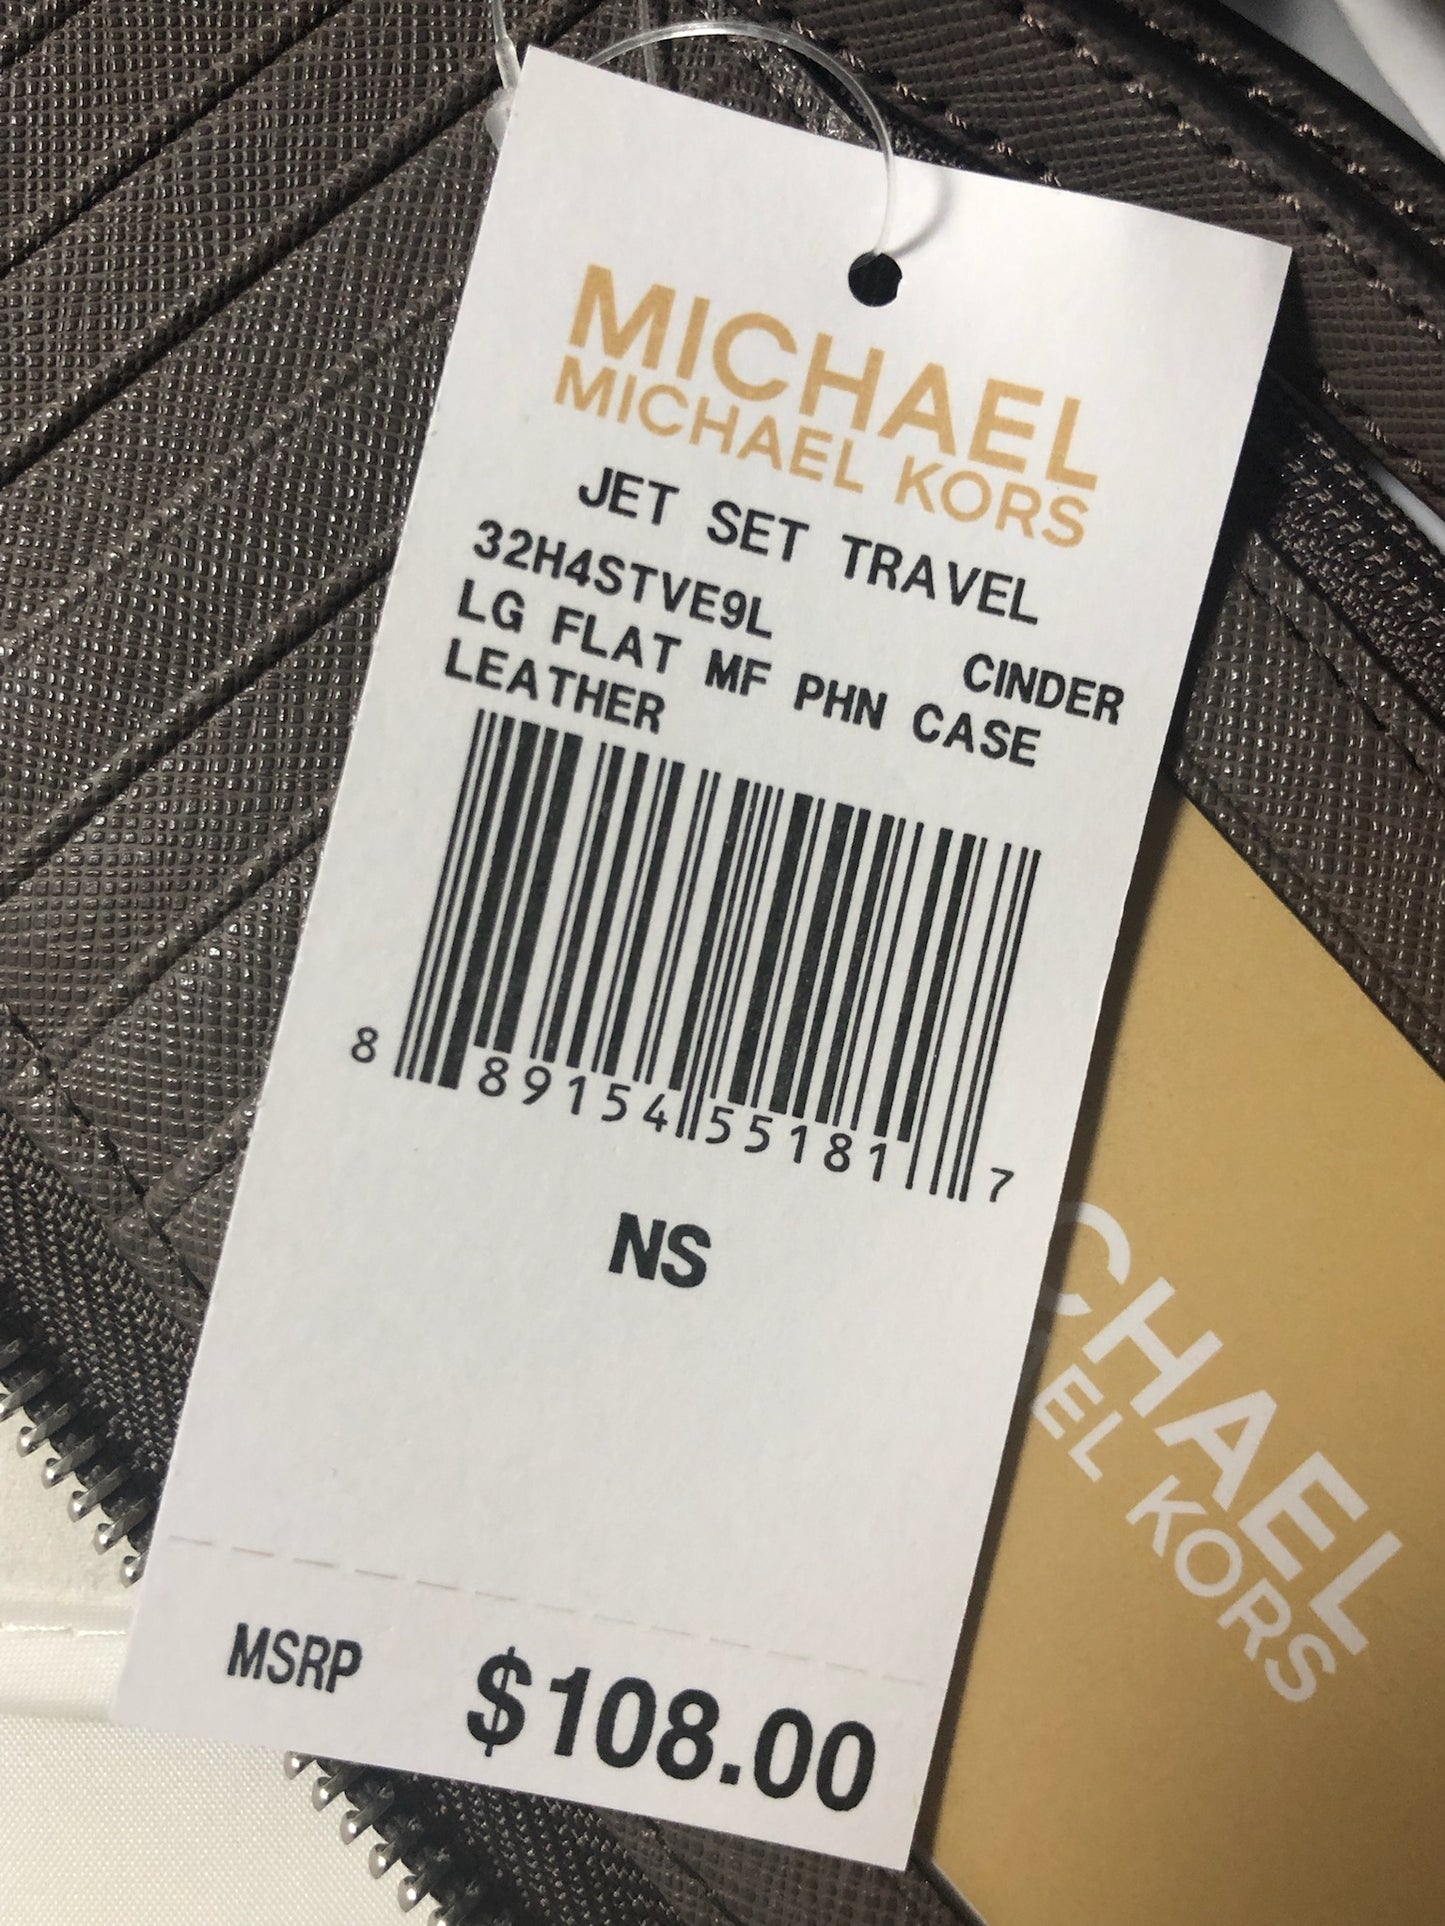 MICHAEL
MICHAEL KORS
JET SET TRAVEL
32H4STVE9L
CINDER
LG FLAT MF PHN CASE
LEATHER
8 89154 55181 7
NS
MSRP $108.00
CHAEL
EL KORS